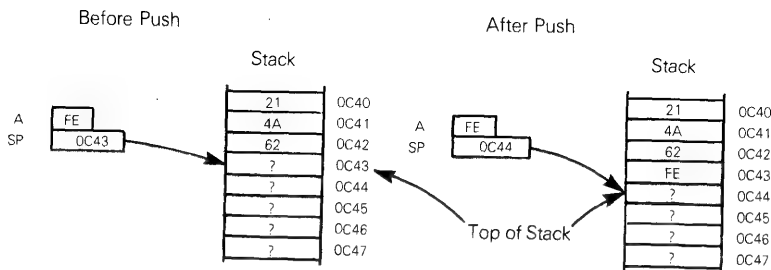 Before Push
After Push
Stack
Stack
A FE
SP 0C43
21 0C40
4A 0C41
62 0C42
? 0C43
? 0C44
? 0C45
? 0C46
? 0C47
Top of Stack
A FE
SP 0C44
21 0C40
4A 0C41
62 0C42
FE 0C43
? 0C44
? 0C45
? 0C46
? 0C47